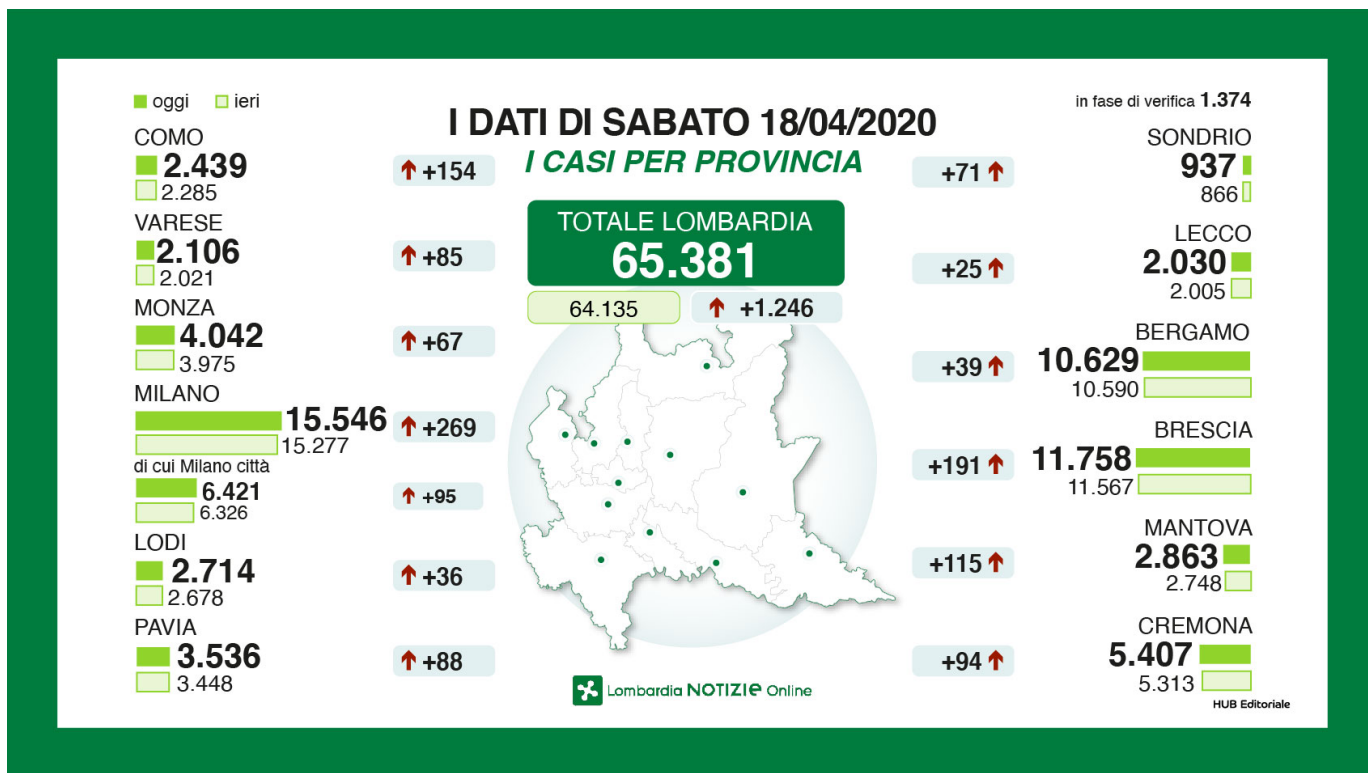 oggi ieri
I DATI DI SABATO 18/04/2020
I CASI PER PROVINCIA
in fase di verifica 1.374
TOTALE LOMBARDIA
65.381
64.135 +1.246
COMO
2.439
2.285
+154
VARESE
2.106
2.021
+85
MONZA
4.042
3.975
+67
MILANO
15.546
15.277
+269
di cui Milano città
6.421
6.326
+95
LODI
2.714
2.678
+36
PAVIA
3.536
3.448
+88
SONDRIO
+71
937
866
LECCO
+25
2.030
2.005
BERGAMO
+39
10.629
10.590
BRESCIA
+191
11.758
11.567
MANTOVA
+115
2.863
2.748
CREMONA
+94
5.407
5.313
Lombardia NOTIZIe Online
HUB Editoriale